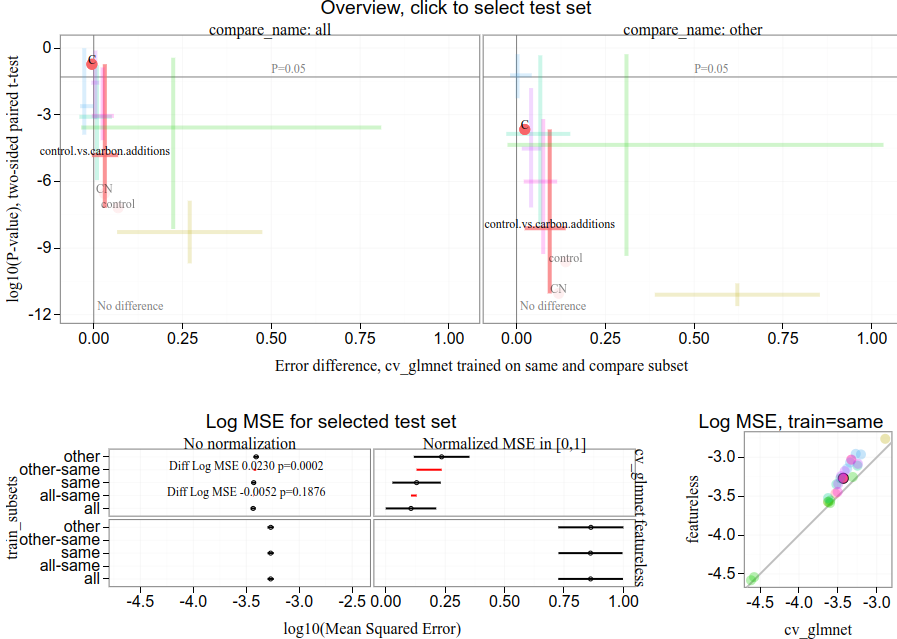 Overview, click to select test set
compare_name: all
compare_name: other
log10(P-value), two-sided paired t-test
0
-3
-6
-9
-12
C
P=0.05
control.vs.carbon.additions
CN
control
No difference
C
P=0.05
control.vs.carbon.additions
control
CN
No difference
0.00 0.25 0.50 0.75 1.00
0.00 0.25 0.50 0.75 1.00
Error difference, cv_glmnet trained on same and compare subset
Log MSE for selected test set
No normalization
Normalized MSE in [0,1]
train_subsets
other
other-same
same
all-same
all
other
other-same
same
all-same
all
Diff Log MSE 0.0230 p=0.0002
Diff Log MSE -0.0052 p=0.1876
cv_glmnet
featureless
-4.5 -4.0 -3.5 -3.0 -2.5
0.00 0.25 0.50 0.75 1.00
log10(Mean Squared Error)
Log MSE, train=same
featureless
-3.0
-3.5
-4.0
-4.5
-4.5 -4.0 -3.5 -3.0
cv_glmnet